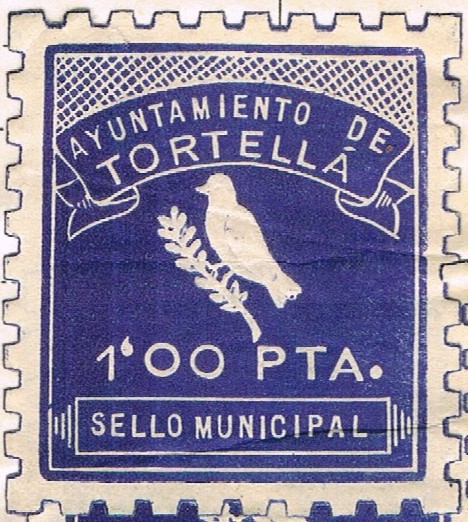 AYUNTAMIENTO DE
TORTELLÁ
1'00 PTA.
SELLO MUNICIPAL